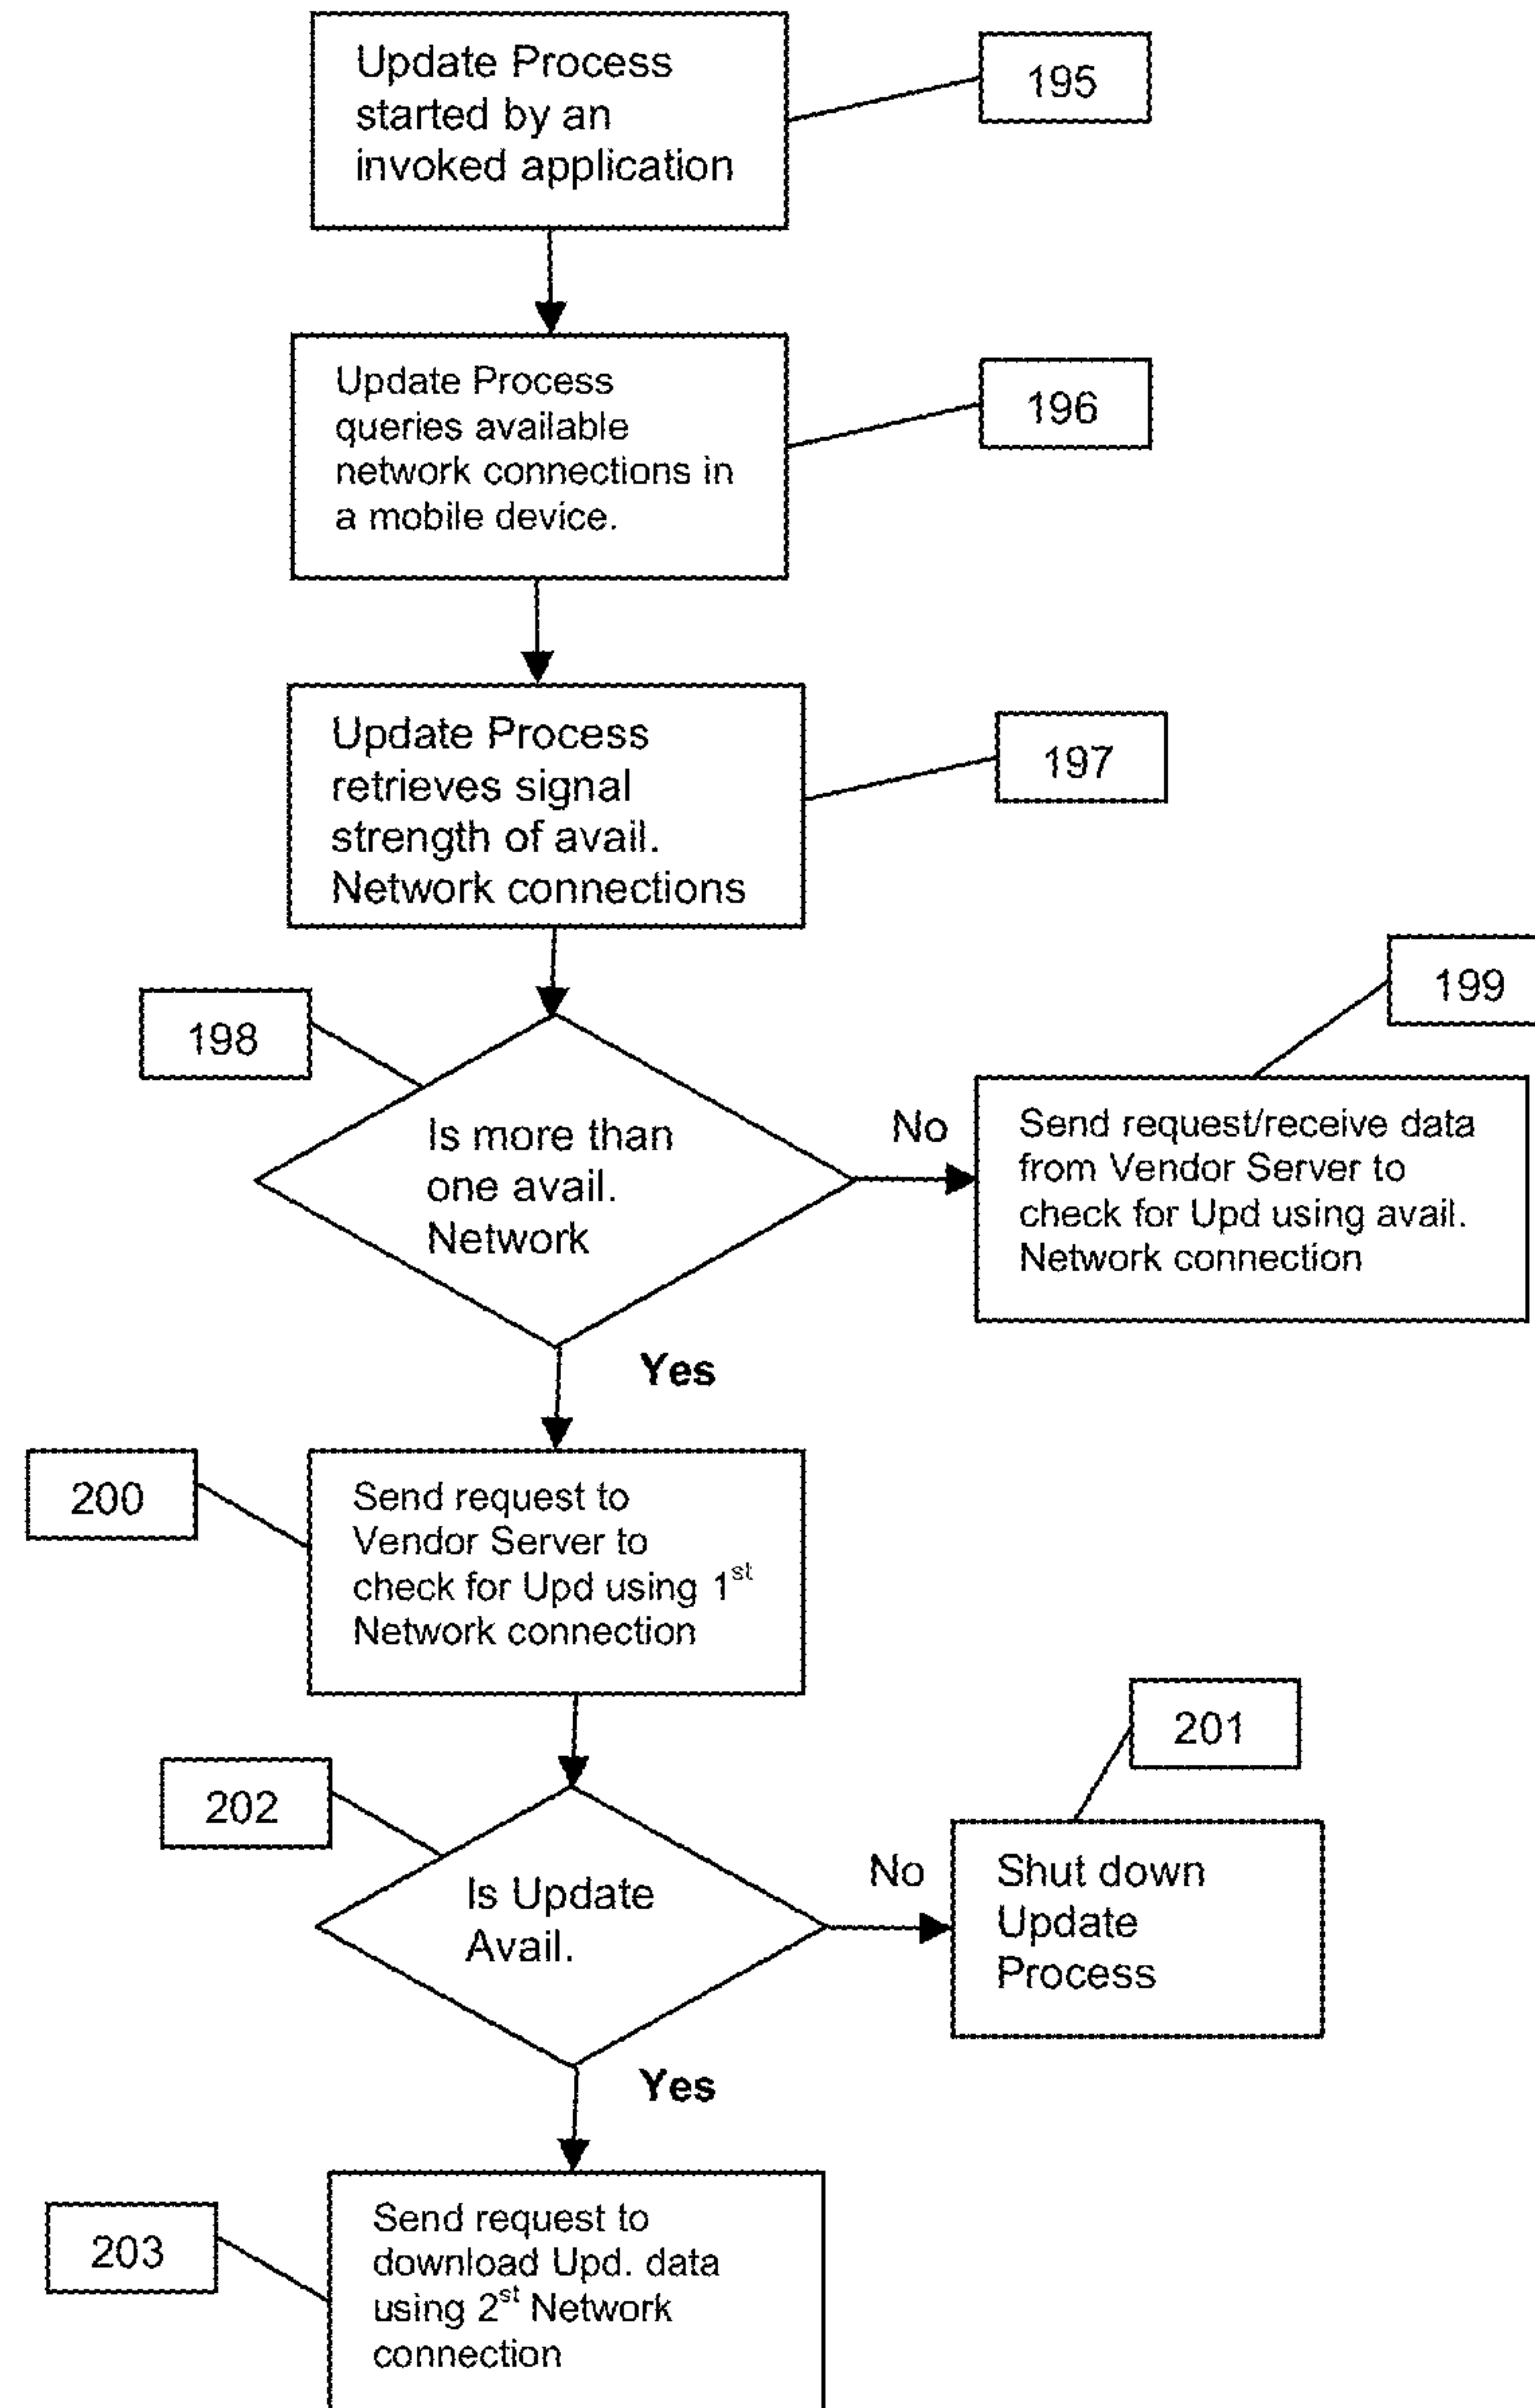 Update Process
started by an
invoked application
195
Update Process
queries available
network connections in
a mobile device.
196
Update Process
retrieves signal
strength of avail.
Network connections
197
198
Is more than
one avail.
Network
No
199
Send request/receive data
from Vendor Server to
check for Upd using avail.
Network connection
Yes
200
Send request to
Vendor Server to
check for Upd using 1st
Network connection
202
Is Update
Avail.
No
201
Shut down
Update
Process
Yes
203
Send request to
download Upd. data
using 2st Network
connection